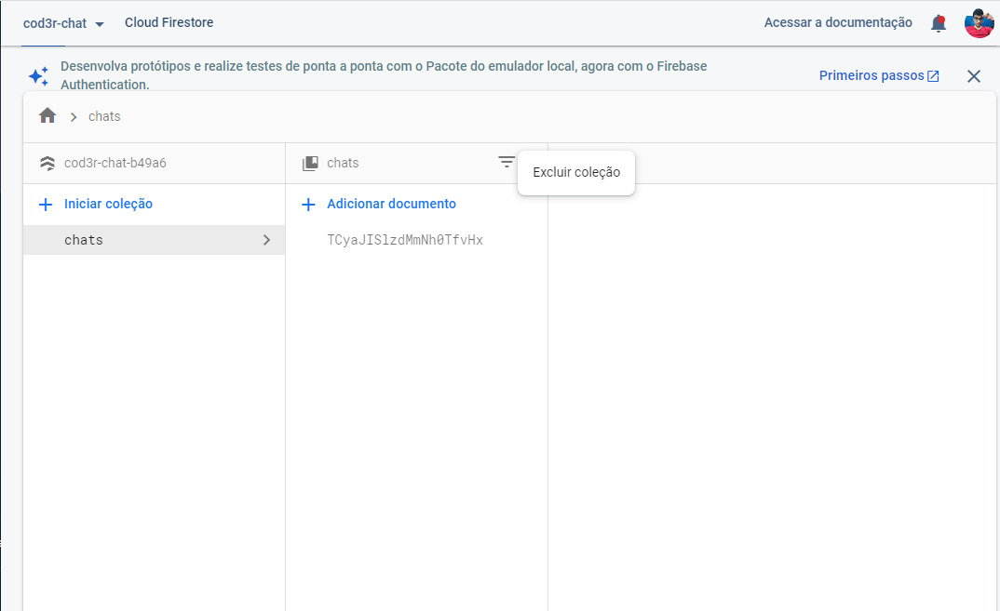 cod3r-chat
Cloud Firestore
Acessar a documentação
Desenvolva protótipos e realize testes de ponta a ponta com o Pacote do emulador local, agora com o Firebase
Authentication.
Primeiros passos
chats
cod3r-chat-b49a6
chats
Excluir coleção
Iniciar coleção
Adicionar documento
chats
TCyaJISlzdMmNh0TfvHx